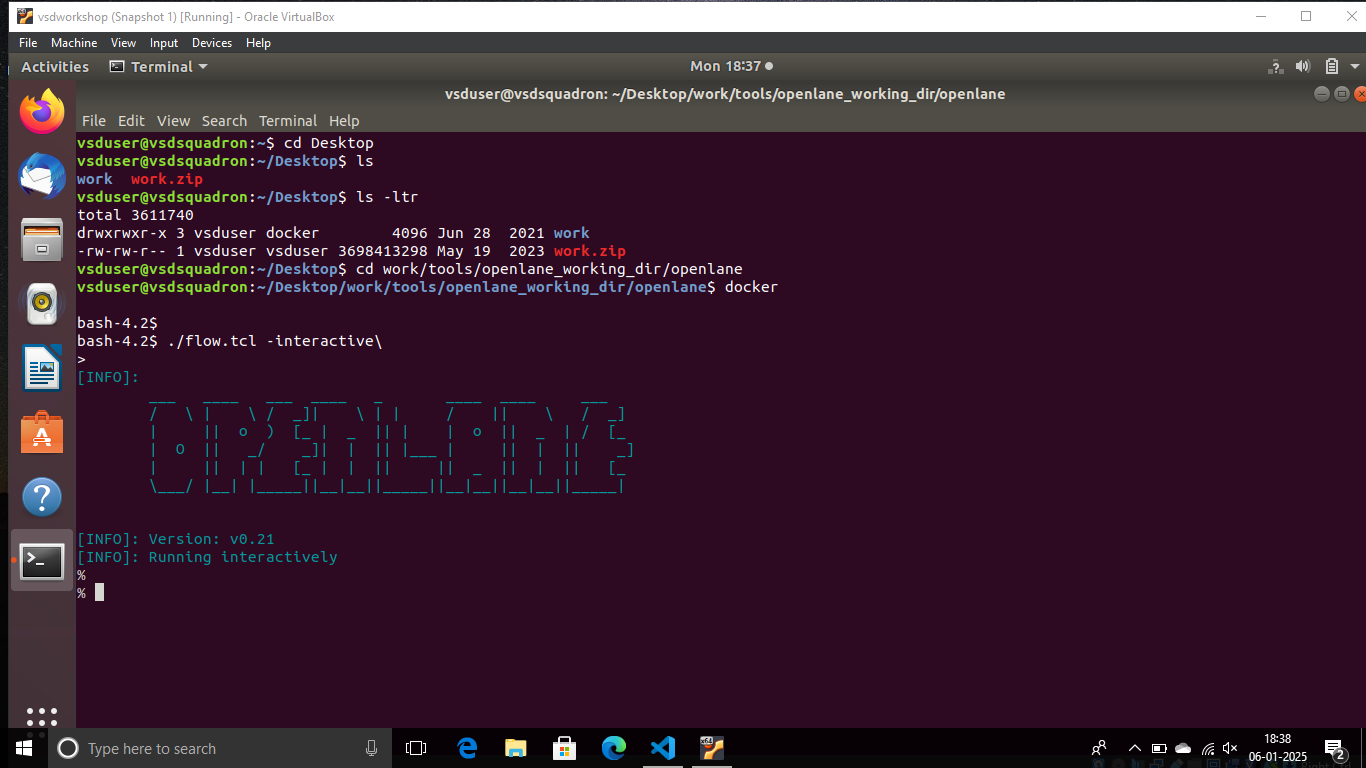 vsdworkshop (Snapshot 1) [Running] - Oracle VirtualBox
File Machine View Input Devices Help
Activities Terminal Mon 18:37
vsduser@vsdsquadron: ~/Desktop/work/tools/openlane_working_dir/openlane
File Edit View Search Terminal Help
vsduser@vsdsquadron:~$ cd Desktop
vsduser@vsdsquadron:~/Desktop$ ls
work work.zip
vsduser@vsdsquadron:~/Desktop$ ls -ltr
total 3611740
drwxrwxr-x 3 vsduser docker 4096 Jun 28 2021 work
-rw-rw-r-- 1 vsduser vsduser 3698413298 May 19 2023 work.zip
vsduser@vsdsquadron:~/Desktop$ cd work/tools/openlane_working_dir/openlane
vsduser@vsdsquadron:~/Desktop/work/tools/openlane_working_dir/openlane$ docker
bash-4.2$
bash-4.2$ ./flow.tcl -interactive\
>
[INFO]:
OPENLANE
[INFO]: Version: v0.21
[INFO]: Running interactively
%
%
Type here to search
18:38
06-01-2025
2